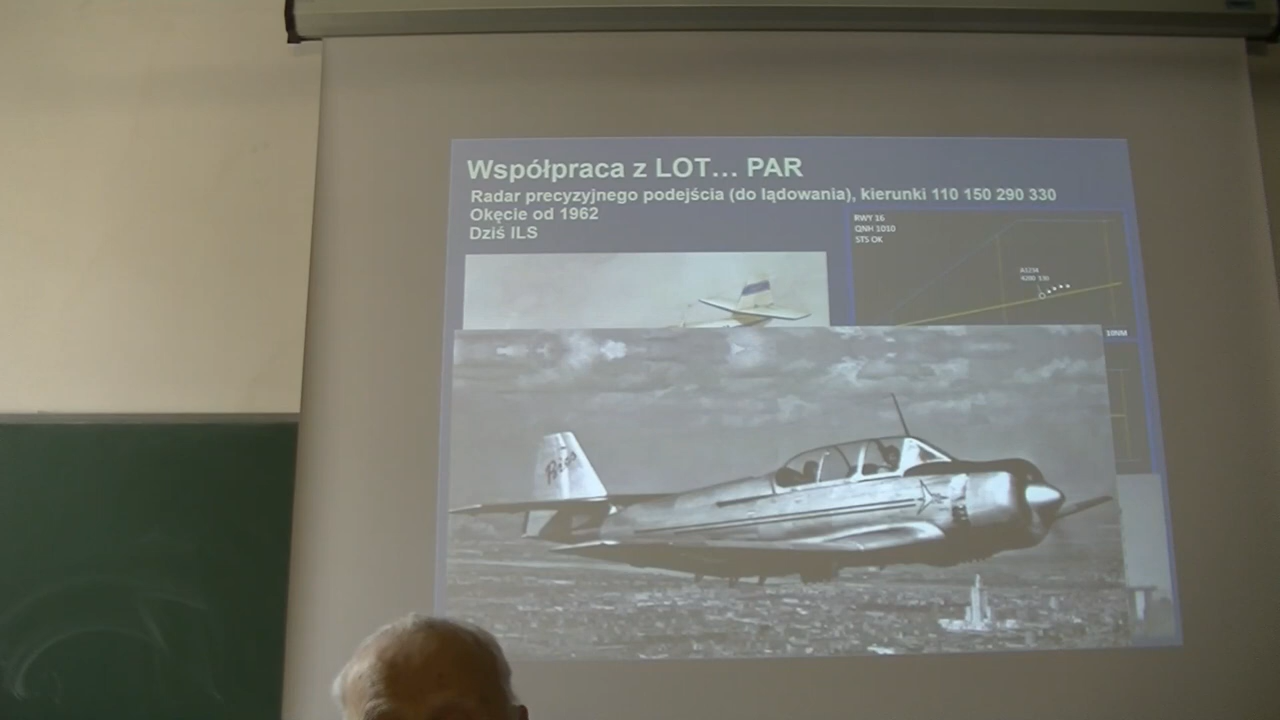 Współpraca z LOT... PAR
Radar precyzyjnego podejścia (do lądowania), kierunki 110 150 290 330
Okęcie od 1962
Dziś ILS
RWY 16
QNH 1010
STS OK
A1234
10NM